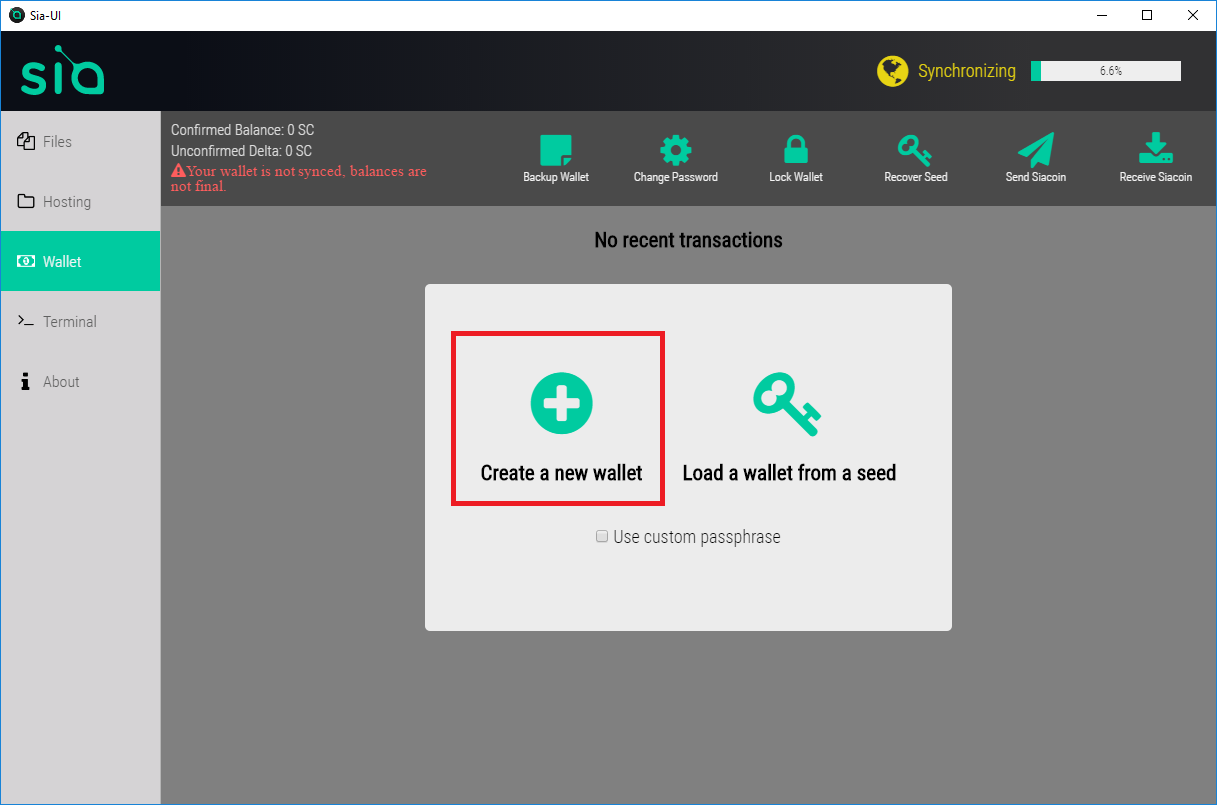 Sia-UI
sia
Synchronizing
6.6%
Files
Hosting
Wallet
Terminal
About
Confirmed Balance: 0 SC
Unconfirmed Delta: 0 SC
Your wallet is not synced, balances are
not final.
Backup Wallet
Change Password
Lock Wallet
Recover Seed
Send Siacoin
Receive Siacoin
No recent transactions
Create a new wallet
Load a wallet from a seed
Use custom passphrase